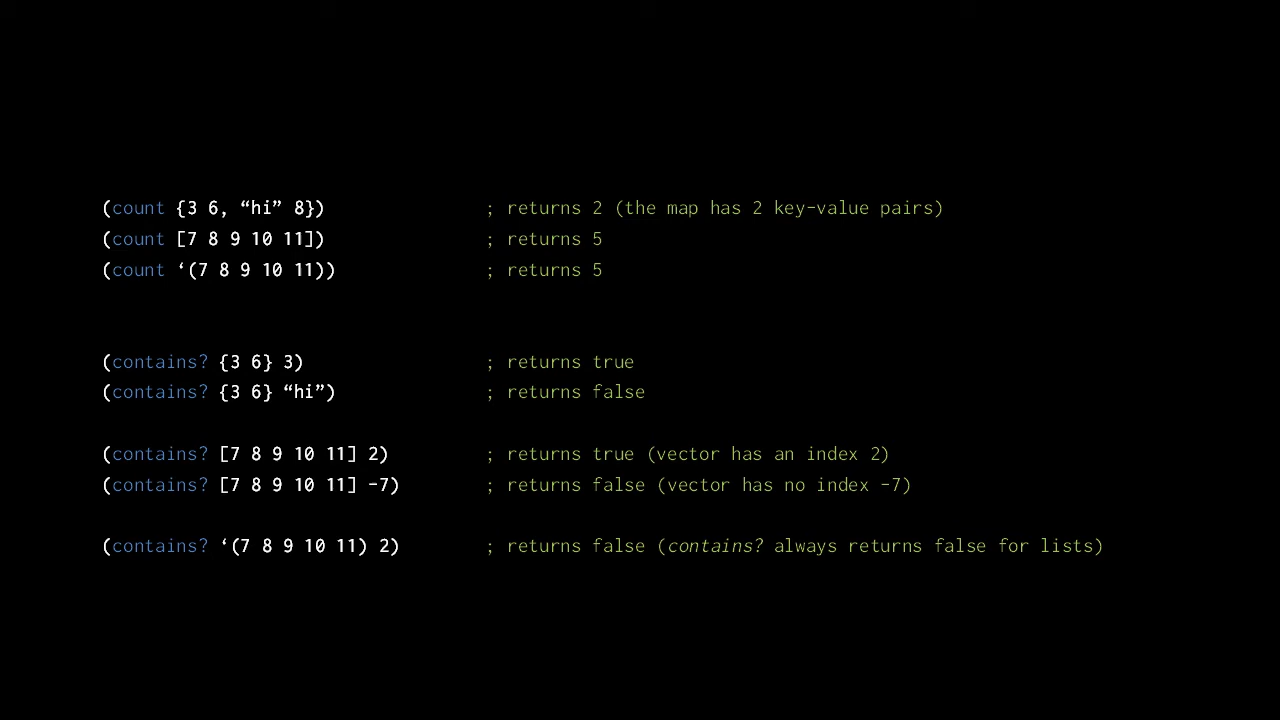 (count {3 6, “hi” 8}) ; returns 2 (the map has 2 key-value pairs)
(count [7 8 9 10 11]) ; returns 5
(count ‘(7 8 9 10 11)) ; returns 5
(contains? {3 6} 3) ; returns true
(contains? {3 6} “hi”) ; returns false
(contains? [7 8 9 10 11] 2) ; returns true (vector has an index 2)
(contains? [7 8 9 10 11] -7) ; returns false (vector has no index -7)
(contains? ‘(7 8 9 10 11) 2) ; returns false (contains? always returns false for lists)